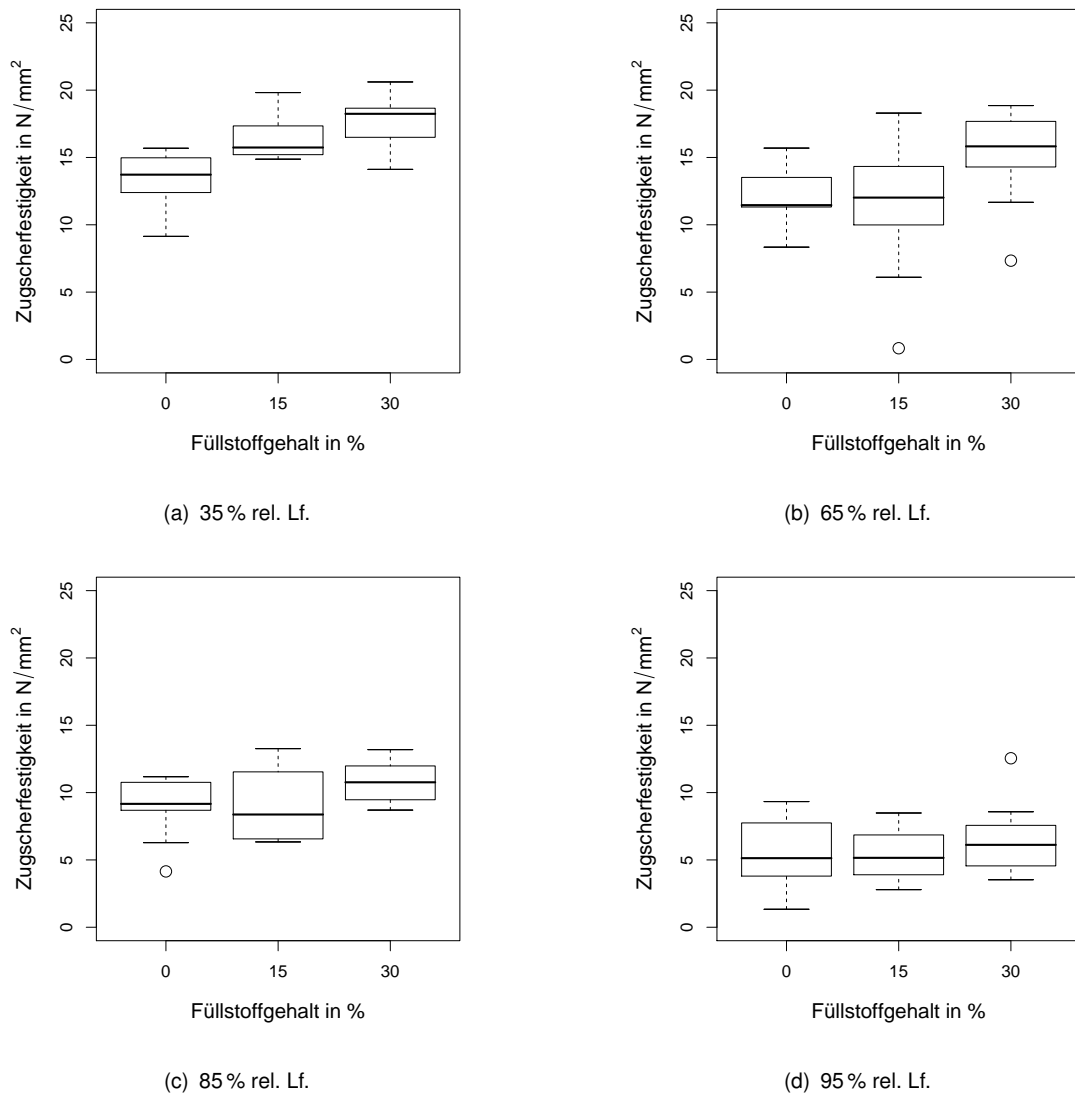 Zugscherfestigkeit in N/mm²
25
20
15
10
5
0
0 15 30
Füllstoffgehalt in %
(a) 35 % rel. Lf.
Zugscherfestigkeit in N/mm²
25
20
15
10
5
0
0 15 30
Füllstoffgehalt in %
(b) 65 % rel. Lf.
Zugscherfestigkeit in N/mm²
25
20
15
10
5
0
0 15 30
Füllstoffgehalt in %
(c) 85 % rel. Lf.
Zugscherfestigkeit in N/mm²
25
20
15
10
5
0
0 15 30
Füllstoffgehalt in %
(d) 95 % rel. Lf.